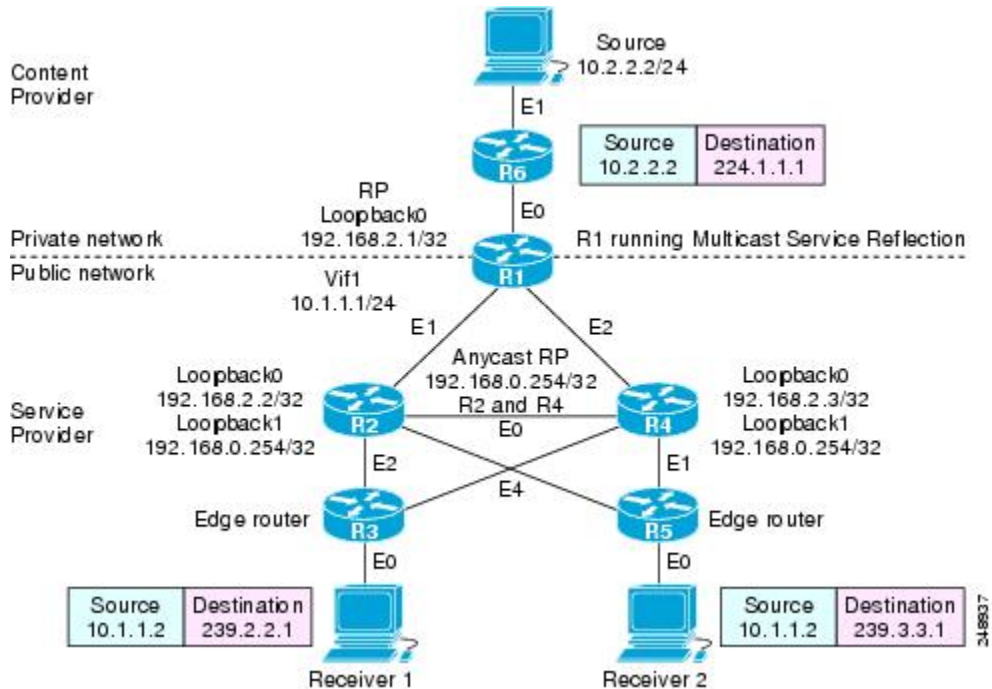 Source
10.2.2.2/24
Content
Provider
E1
Source
10.2.2.2
Destination
224.1.1.1
R6
RP
Loopback0
192.168.2.1/32
E0
Private network
R1 running Multicast Service Reflection
Public network
R1
Vif1
10.1.1.1/24
E1
E2
Anycast RP
192.168.0.254/32
R2 and R4
Loopback0
192.168.2.2/32
Loopback1
192.168.0.254/32
Loopback0
192.168.2.3/32
Loopback1
192.168.0.254/32
Service
Provider
R2
E0
R4
E2
E1
E4
Edge router
R3
R5
Edge router
E0
E0
Source
10.1.1.2
Destination
239.2.2.1
Source
10.1.1.2
Destination
239.3.3.1
Receiver 1
Receiver 2
248937